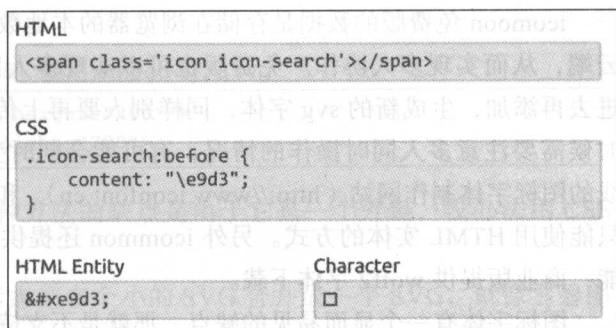 HTML
<span class='icon icon-search'></span>
CSS
.icon-search:before {
content: "\e9d3";
}
HTML Entity
Character
&#xe9d3;
□